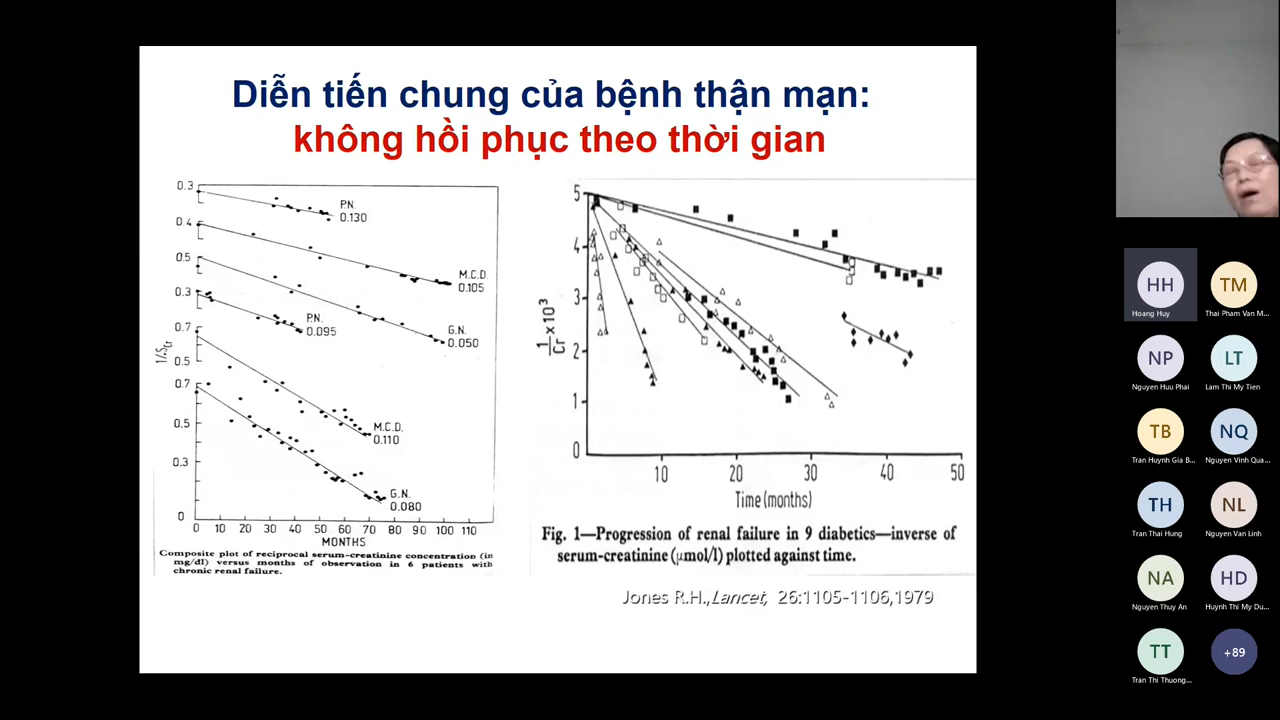 Diễn tiến chung của bệnh thận mạn:
không hồi phục theo thời gian
0.3
0.4
0.5
0.3
0.7
0.5
0.7
0.5
0.3
0
1/SCr
P.N.
0.130
M.C.D.
0.105
G.N.
0.050
P.N.
0.095
M.C.D.
0.110
G.N.
0.080
0 10 20 30 40 50 60 70 80 90 100 110
MONTHS
Composite plot of reciprocal serum-creatinine concentration (in
mg/dl) versus months of observation in 6 patients with
chronic renal failure.
5
4
3
2
1
0
1/Cr x 10³
10 20 30 40 50
Time (months)
Fig. 1—Progression of renal failure in 9 diabetics—inverse of
serum-creatinine (μmol/l) plotted against time.
Jones R.H.,Lancet, 26:1105-1106,1979
HH
Hoang Huy
TM
Thai Pham Van M...
NP
Nguyen Huu Phai
LT
Lam Thi My Tien
TB
Tran Huynh Gia B...
NQ
Nguyen Vinh Qua...
TH
Tran Thai Hung
NL
Nguyen Van Linh
NA
Nguyen Thuy An
HD
Huynh Thi My Du...
TT
Tran Thi Thuong...
+89